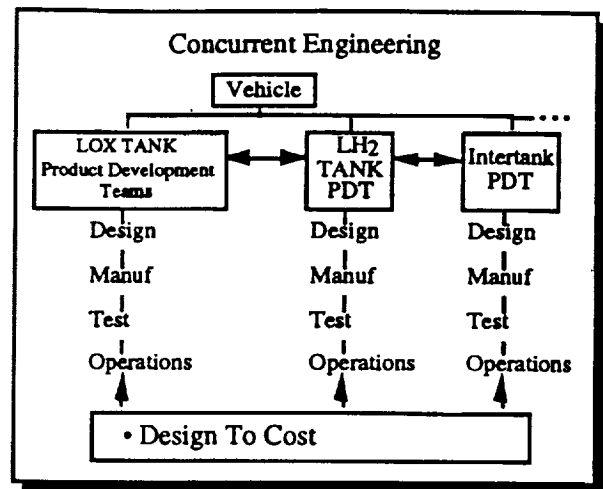 Concurrent Engineering
Vehicle
LOX TANK
Product Development
Teams
LH2
TANK
PDT
Intertank
PDT
Design
Manuf
Test
Operations
Design
Manuf
Test
Operations
Design
Manuf
Test
Operations
• Design To Cost